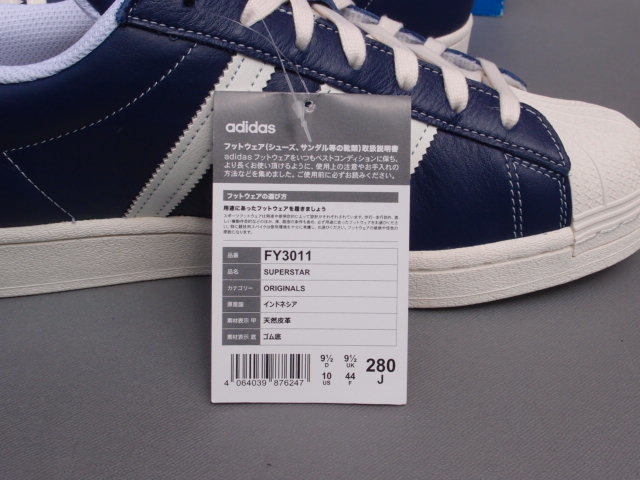 adidas
フットウェア(シューズ、サンダル等の靴類)取扱説明書
adidas フットウェアをいつもベストコンディションに保ち、
より長くお使い頂けるように、使用上の注意やお手入れの
方法などを集めました。ご使用前に必ずお読みください。
フットウェアの選び方
用途にあったフットウェアを履きましょう
品番 FY3011
品名 SUPERSTAR
カテゴリー ORIGINALS
原産国 インドネシア
素材表示 甲 天然皮革
素材表示 底 ゴム底
9½ D 9½ UK 280
10 US 44 F J
4 064039 876247